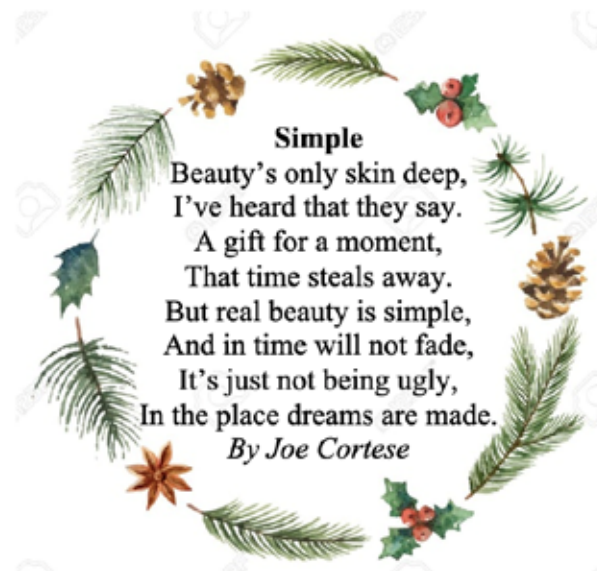 Simple
Beauty’s only skin deep,
I’ve heard that they say.
A gift for a moment,
That time steals away.
But real beauty is simple,
And in time will not fade,
It’s just not being ugly,
In the place dreams are made.
By Joe Cortese